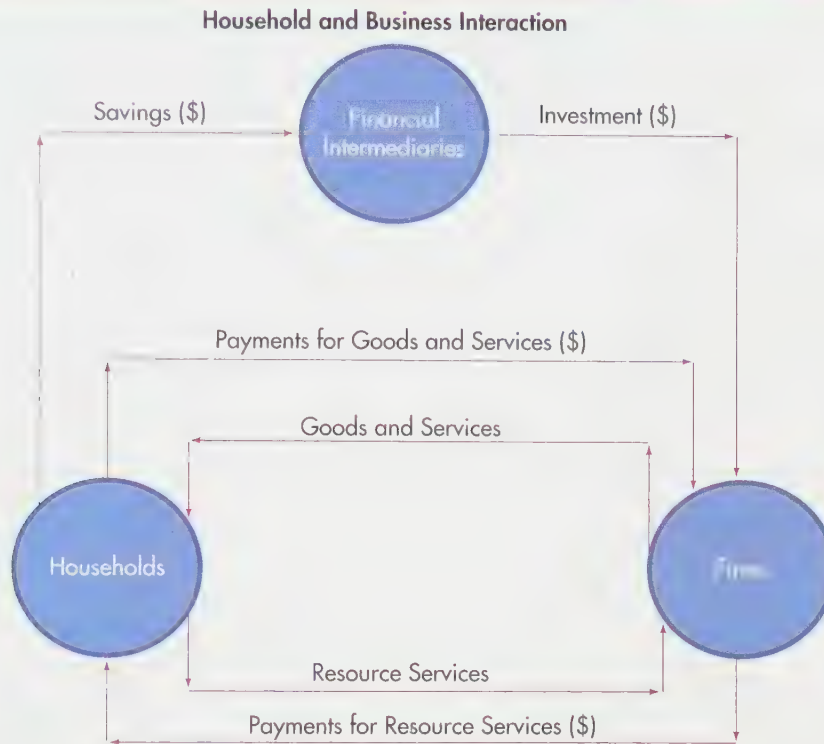 Household and Business Interaction
Savings ($)
Financial
Intermediaries
Investment ($)
Payments for Goods and Services ($)
Goods and Services
Households
Firms
Resource Services
Payments for Resource Services ($)